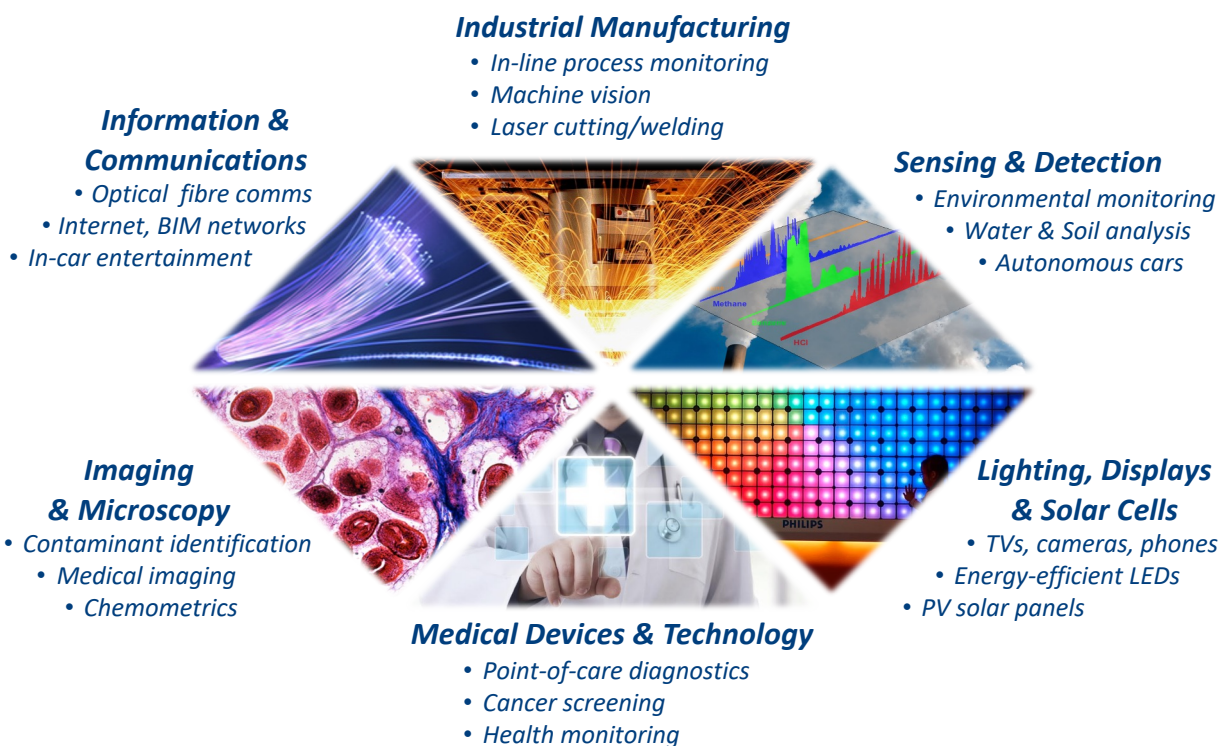 Industrial Manufacturing
• In-line process monitoring
• Machine vision
• Laser cutting/welding
Information &
Communications
• Optical fibre comms
• Internet, BIM networks
• In-car entertainment
Sensing & Detection
• Environmental monitoring
• Water & Soil analysis
• Autonomous cars
Methane
HCl
Imaging
& Microscopy
• Contaminant identification
• Medical imaging
• Chemometrics
PHILIPS
Lighting, Displays
& Solar Cells
• TVs, cameras, phones
• Energy-efficient LEDs
• PV solar panels
Medical Devices & Technology
• Point-of-care diagnostics
• Cancer screening
• Health monitoring